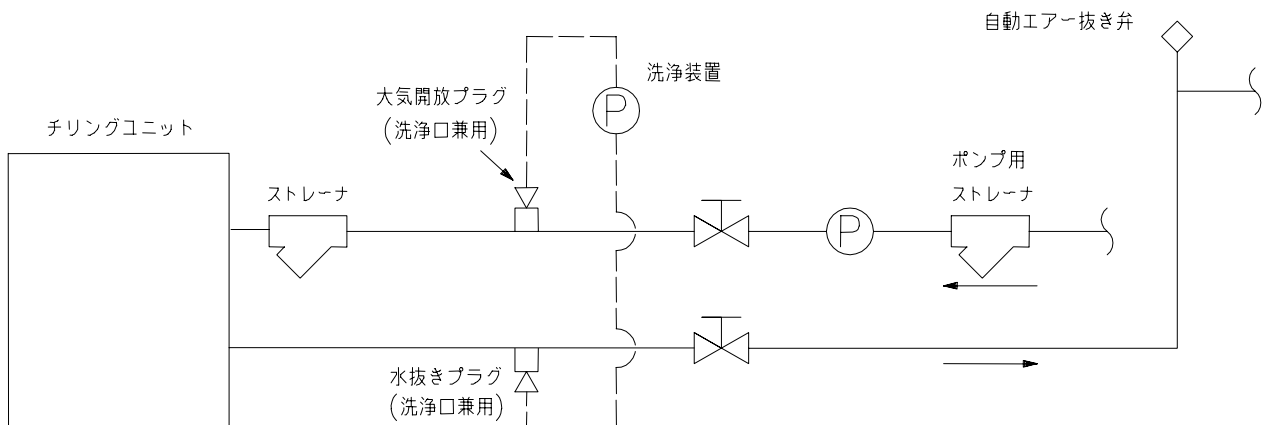 自動エアー抜き弁
洗浄装置
大気開放プラグ
(洗浄口兼用)
チリングユニット
P
ストレーナ
ポンプ用
ストレーナ
P
水抜きプラグ
(洗浄口兼用)